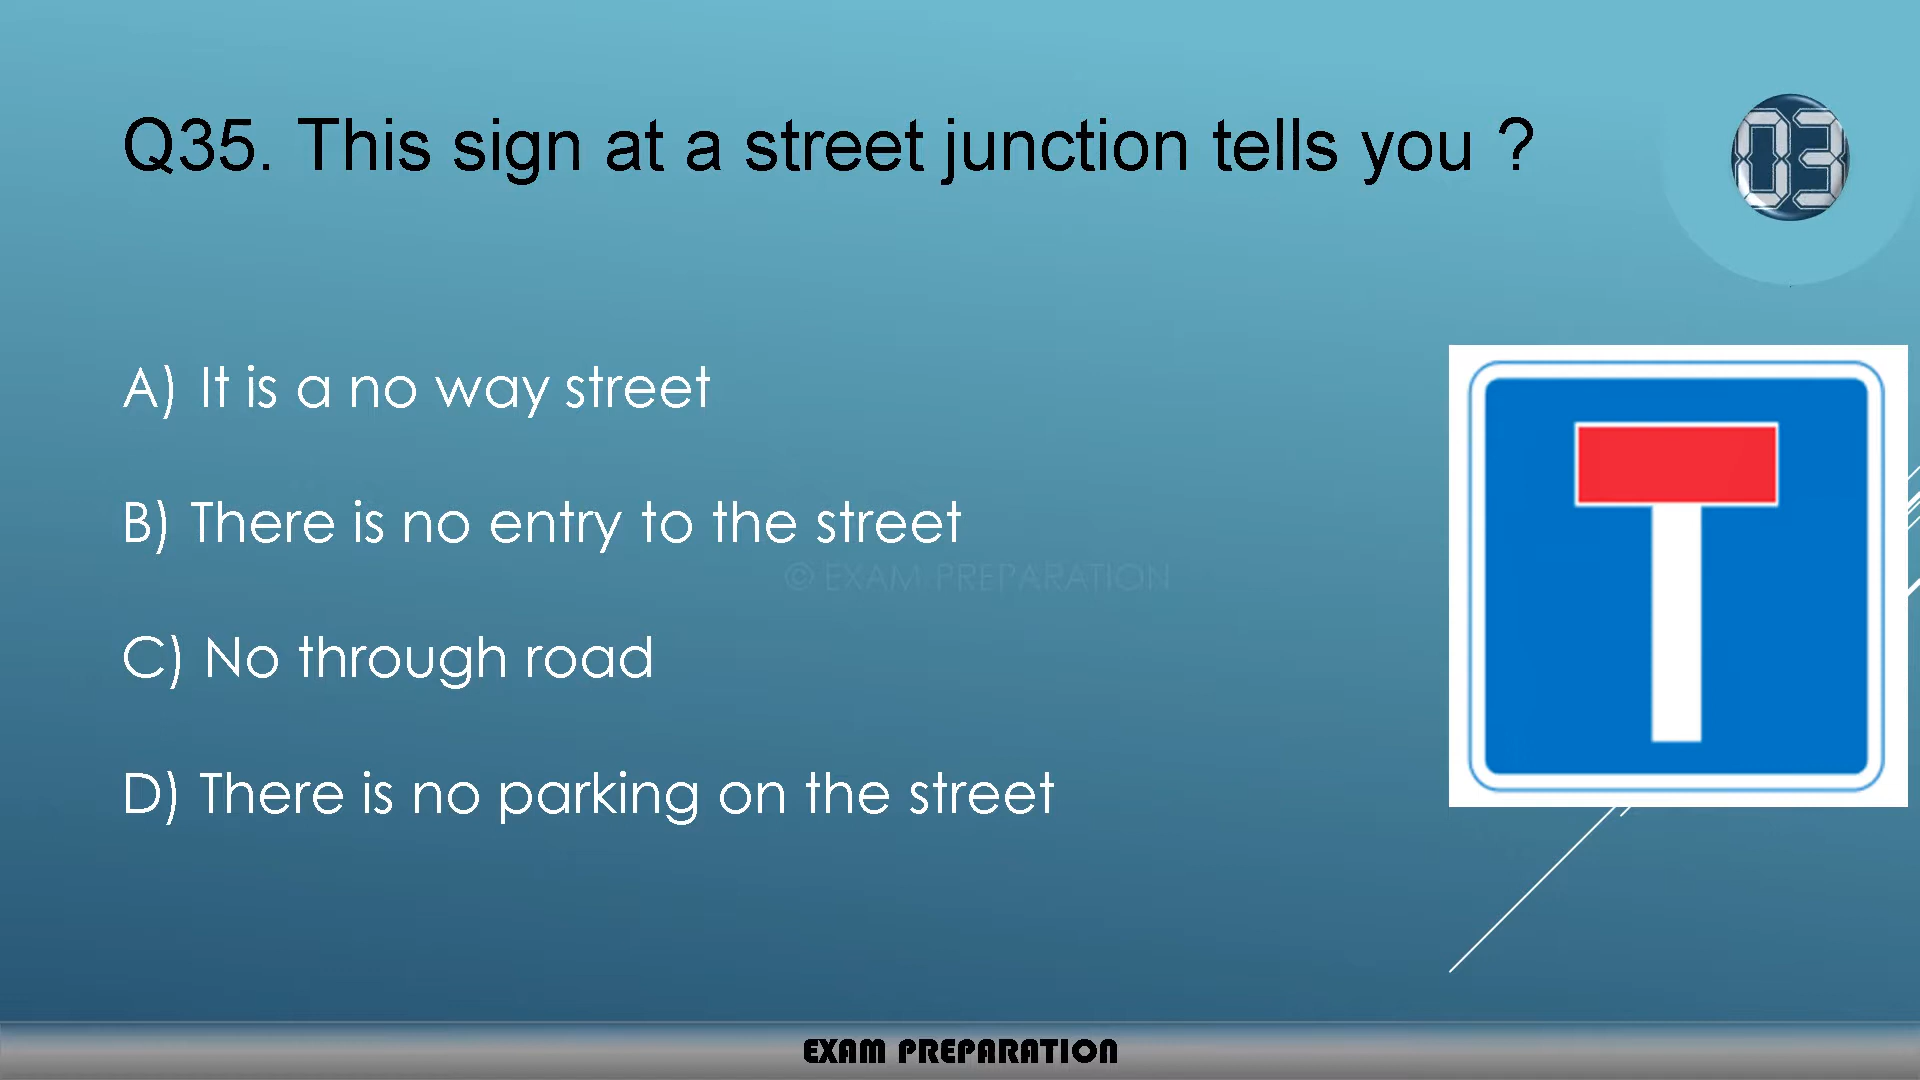 Q35. This sign at a street junction tells you ?
03
A) It is a no way street
B) There is no entry to the street
© EXAM PREPARATION
C) No through road
D) There is no parking on the street
EXAM PREPARATION